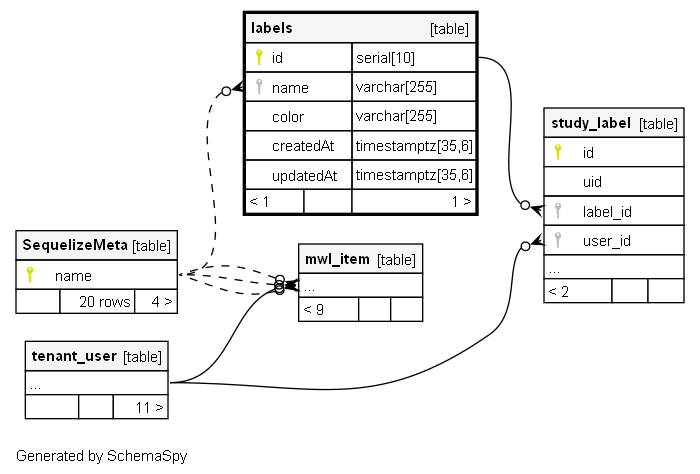 labels [table]
id serial[10]
name varchar[255]
color varchar[255]
createdAt timestamptz[35,6]
updatedAt timestamptz[35,6]
< 1 1 >
study_label [table]
id
uid
label_id
user_id
...
< 2
SequelizeMeta [table]
name
20 rows 4 >
mwl_item [table]
...
< 9
tenant_user [table]
...
11 >
Generated by SchemaSpy